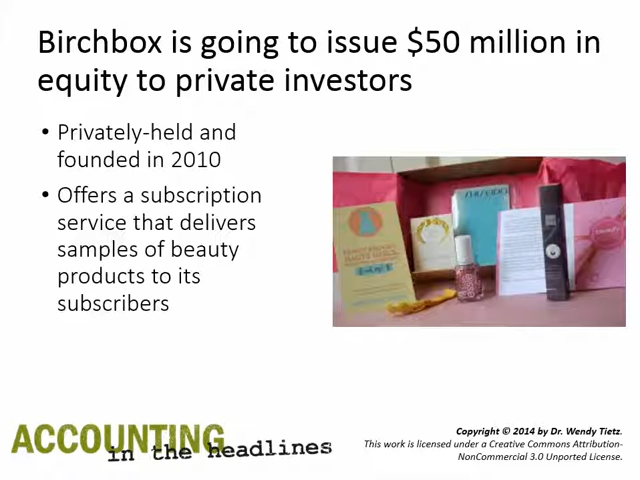 Birchbox is going to issue $50 million in
equity to private investors
• Privately-held and
founded in 2010
• Offers a subscription
service that delivers
samples of beauty
products to its
subscribers
SHISEIDO
ACCOUNTING
in the headlines
Copyright © 2014 by Dr. Wendy Tietz.
This work is licensed under a Creative Commons Attribution-
NonCommercial 3.0 Unported License.